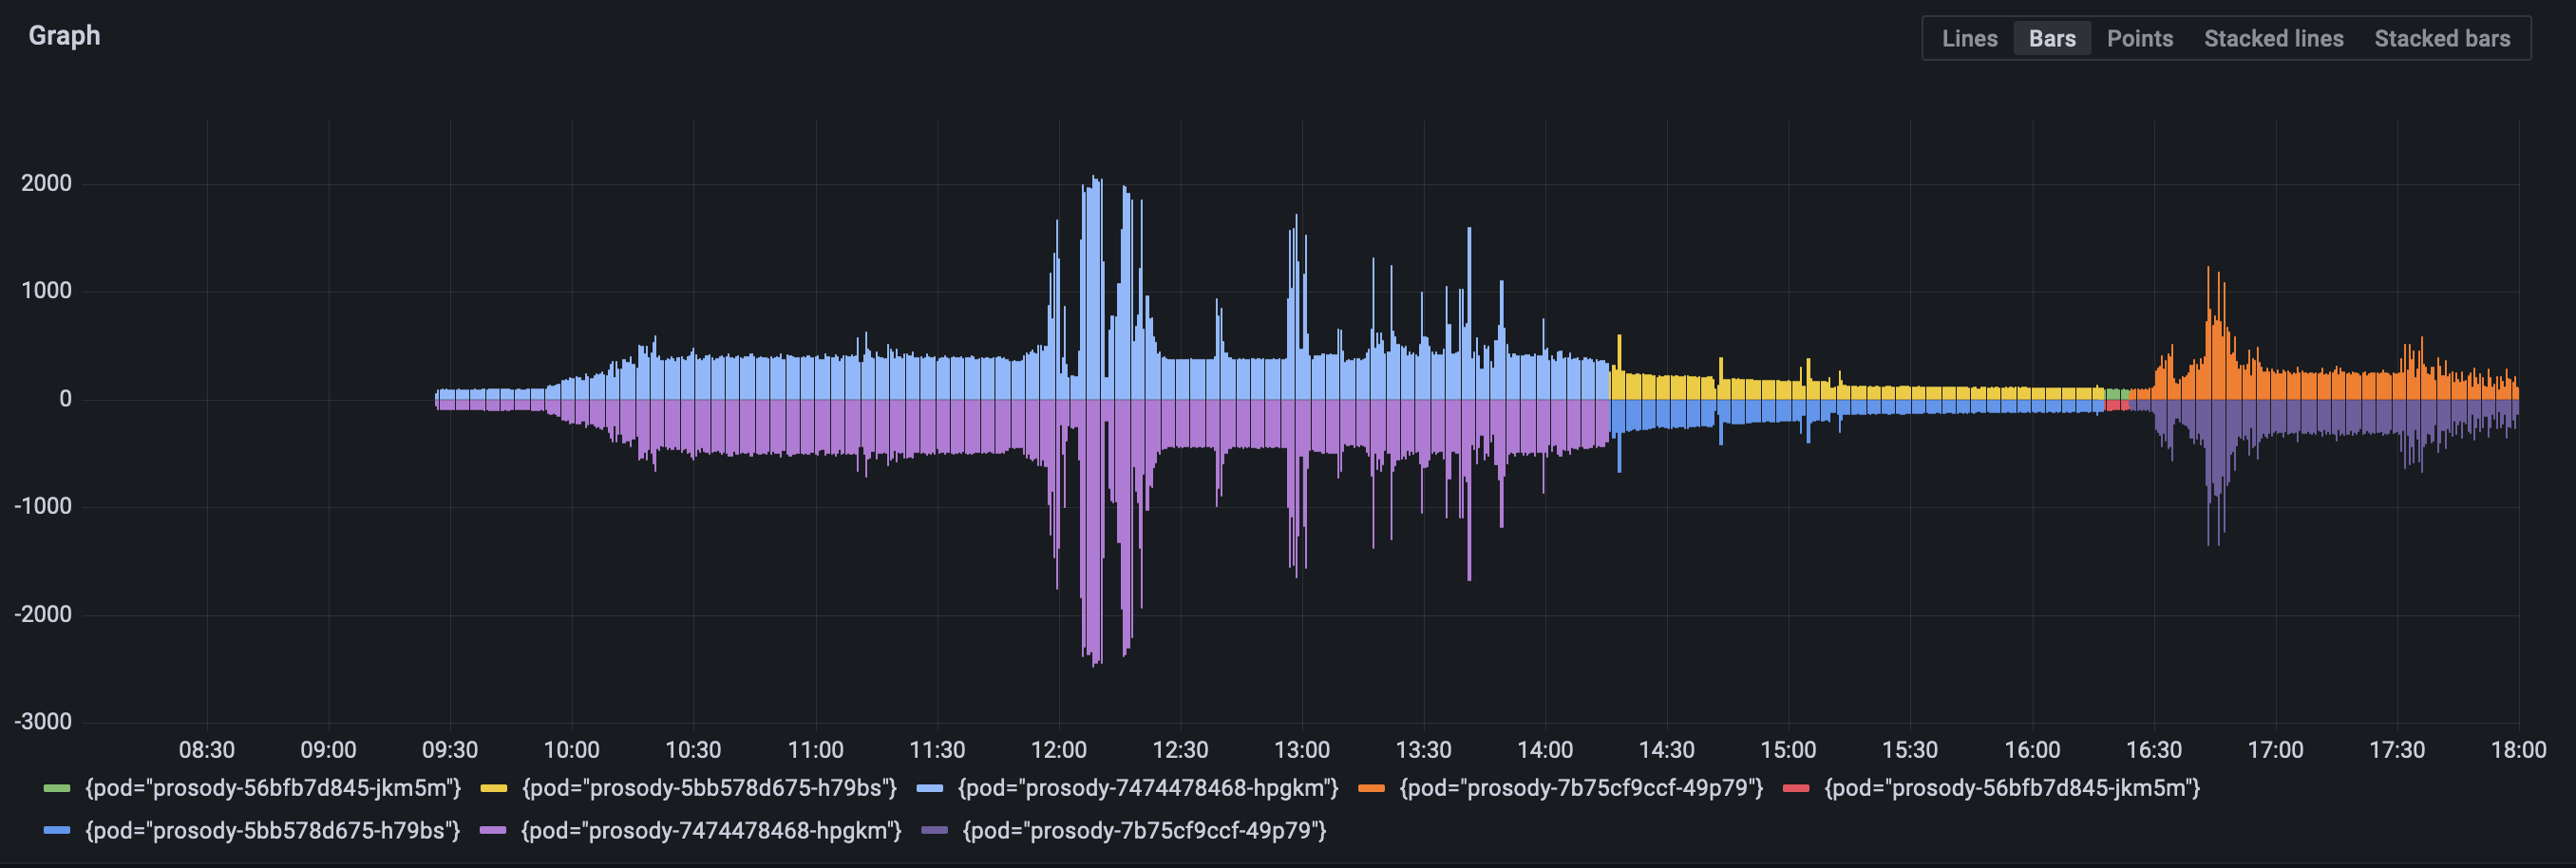 Graph
Lines Bars Points Stacked lines Stacked bars
2000
1000
0
-1000
-2000
-3000
08:30 09:00 09:30 10:00 10:30 11:00 11:30 12:00 12:30 13:00 13:30 14:00 14:30 15:00 15:30 16:00 16:30 17:00 17:30 18:00
{pod="prosody-56bfb7d845-jkm5m"} {pod="prosody-5bb578d675-h79bs"} {pod="prosody-7474478468-hpgkm"} {pod="prosody-7b75cf9ccf-49p79"} {pod="prosody-56bfb7d845-jkm5m"}
{pod="prosody-5bb578d675-h79bs"} {pod="prosody-7474478468-hpgkm"} {pod="prosody-7b75cf9ccf-49p79"}